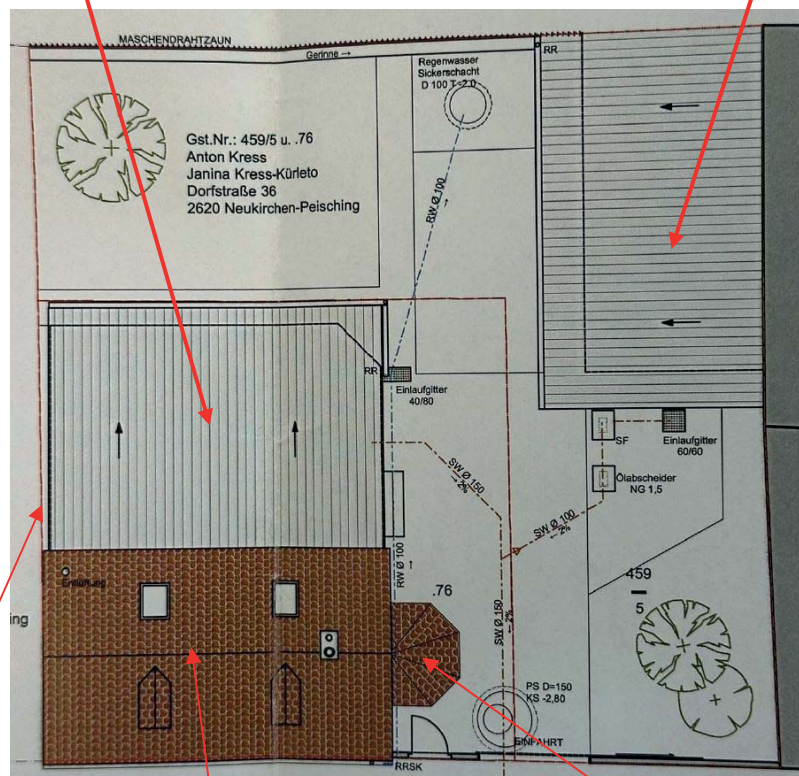 MASCHENDRAHTZAUN
Gerinne →
RR
Regenwasser
Sickerschacht
D 100 T -2,0
Gst.Nr.: 459/5 u. .76
Anton Kress
Janina Kress-Kürleto
Dorfstraße 36
2620 Neukirchen-Peisching
RW Ø 100
RR
Einlaufgitter
40/80
SF
Einlaufgitter
60/60
Ölabscheider
NG 1,5
SW Ø 150
2%
SW Ø 100
2%
RW Ø 100
Entlüftung
.76
459
5
ing
SW Ø 150
2%
PS D=150
KS -2,80
EINFAHRT
RRSK